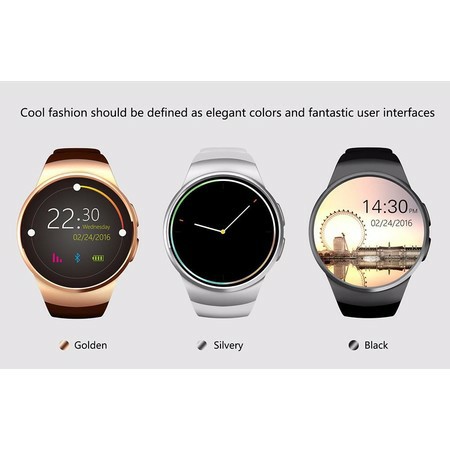 Cool fashion should be defined as elegant colors and fantastic user interfaces
22.30
Wednesday
02/24/2016
14:30 PM
02/24/2016
Golden
Silvery
Black